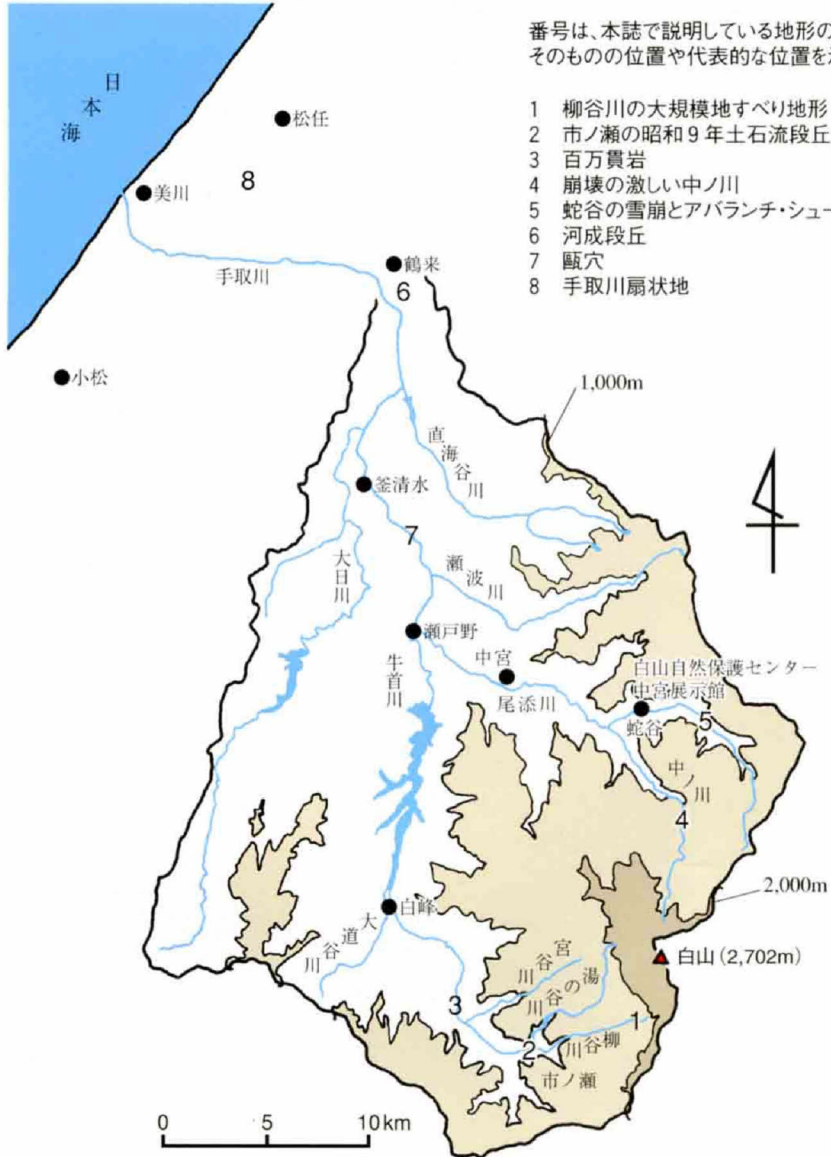 番号は、本誌で説明している地形の
そのものの位置や代表的な位置を
1 柳谷川の大規模地すべり地形
2 市ノ瀬の昭和9年土石流段丘
3 百万貫岩
4 崩壊の激しい中ノ川
5 蛇谷の雪崩とアバランチ・シュー
6 河成段丘
7 甌穴
8 手取川扇状地
日本海
松任
8
美川
手取川
鶴来
6
小松
1,000m
直海谷川
釜清水
7
瀬波川
大日川
瀬戸野
中宮
牛首川
尾添川
白山自然保護センター
中宮展示館
蛇谷
5
中ノ川
4
2,000m
白峰
白山(2,702m)
大道谷川
宮谷川
湯の谷川
3
1
柳谷川
2
市ノ瀬
0 5 10km